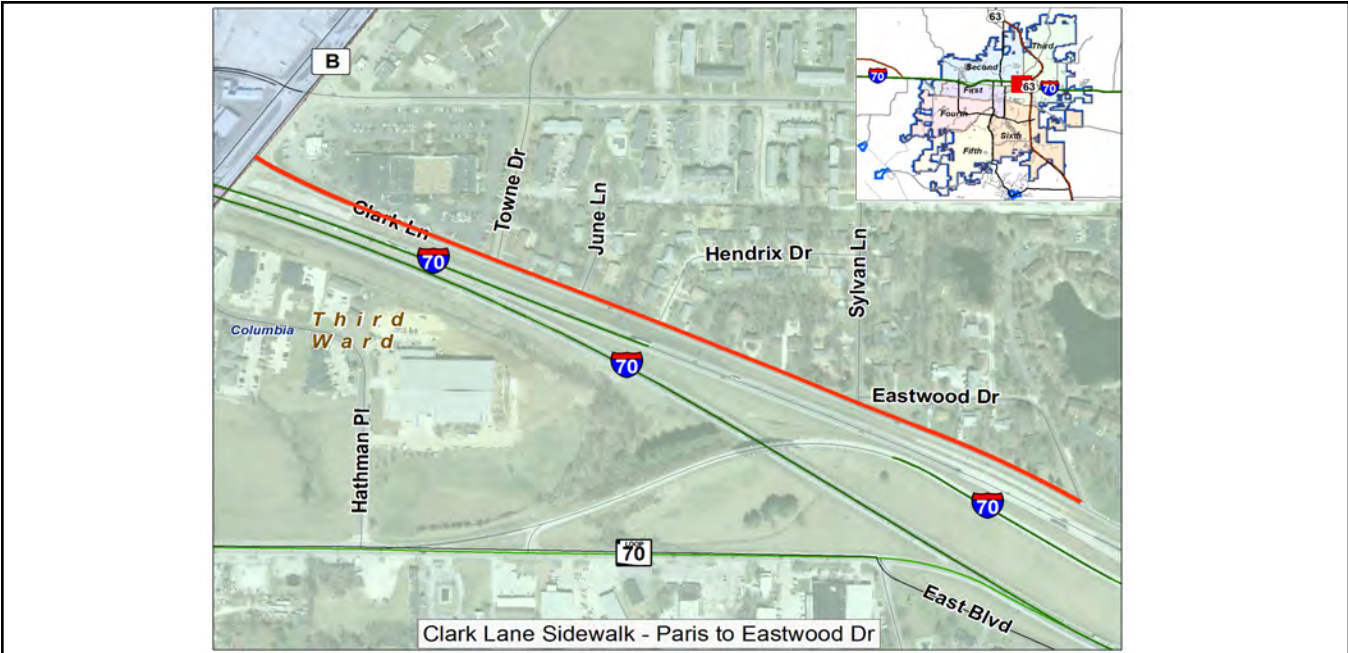 B
Towne Dr
June Ln
Clark Ln
70
Hendrix Dr
Sylvan Ln
Columbia
Third
Ward
70
Eastwood Dr
Hathman Pl
70
LOOP
70
East Blvd
Clark Lane Sidewalk - Paris to Eastwood Dr
63
Third
Second
70
First
63
70
Fourth
Sixth
Fifth